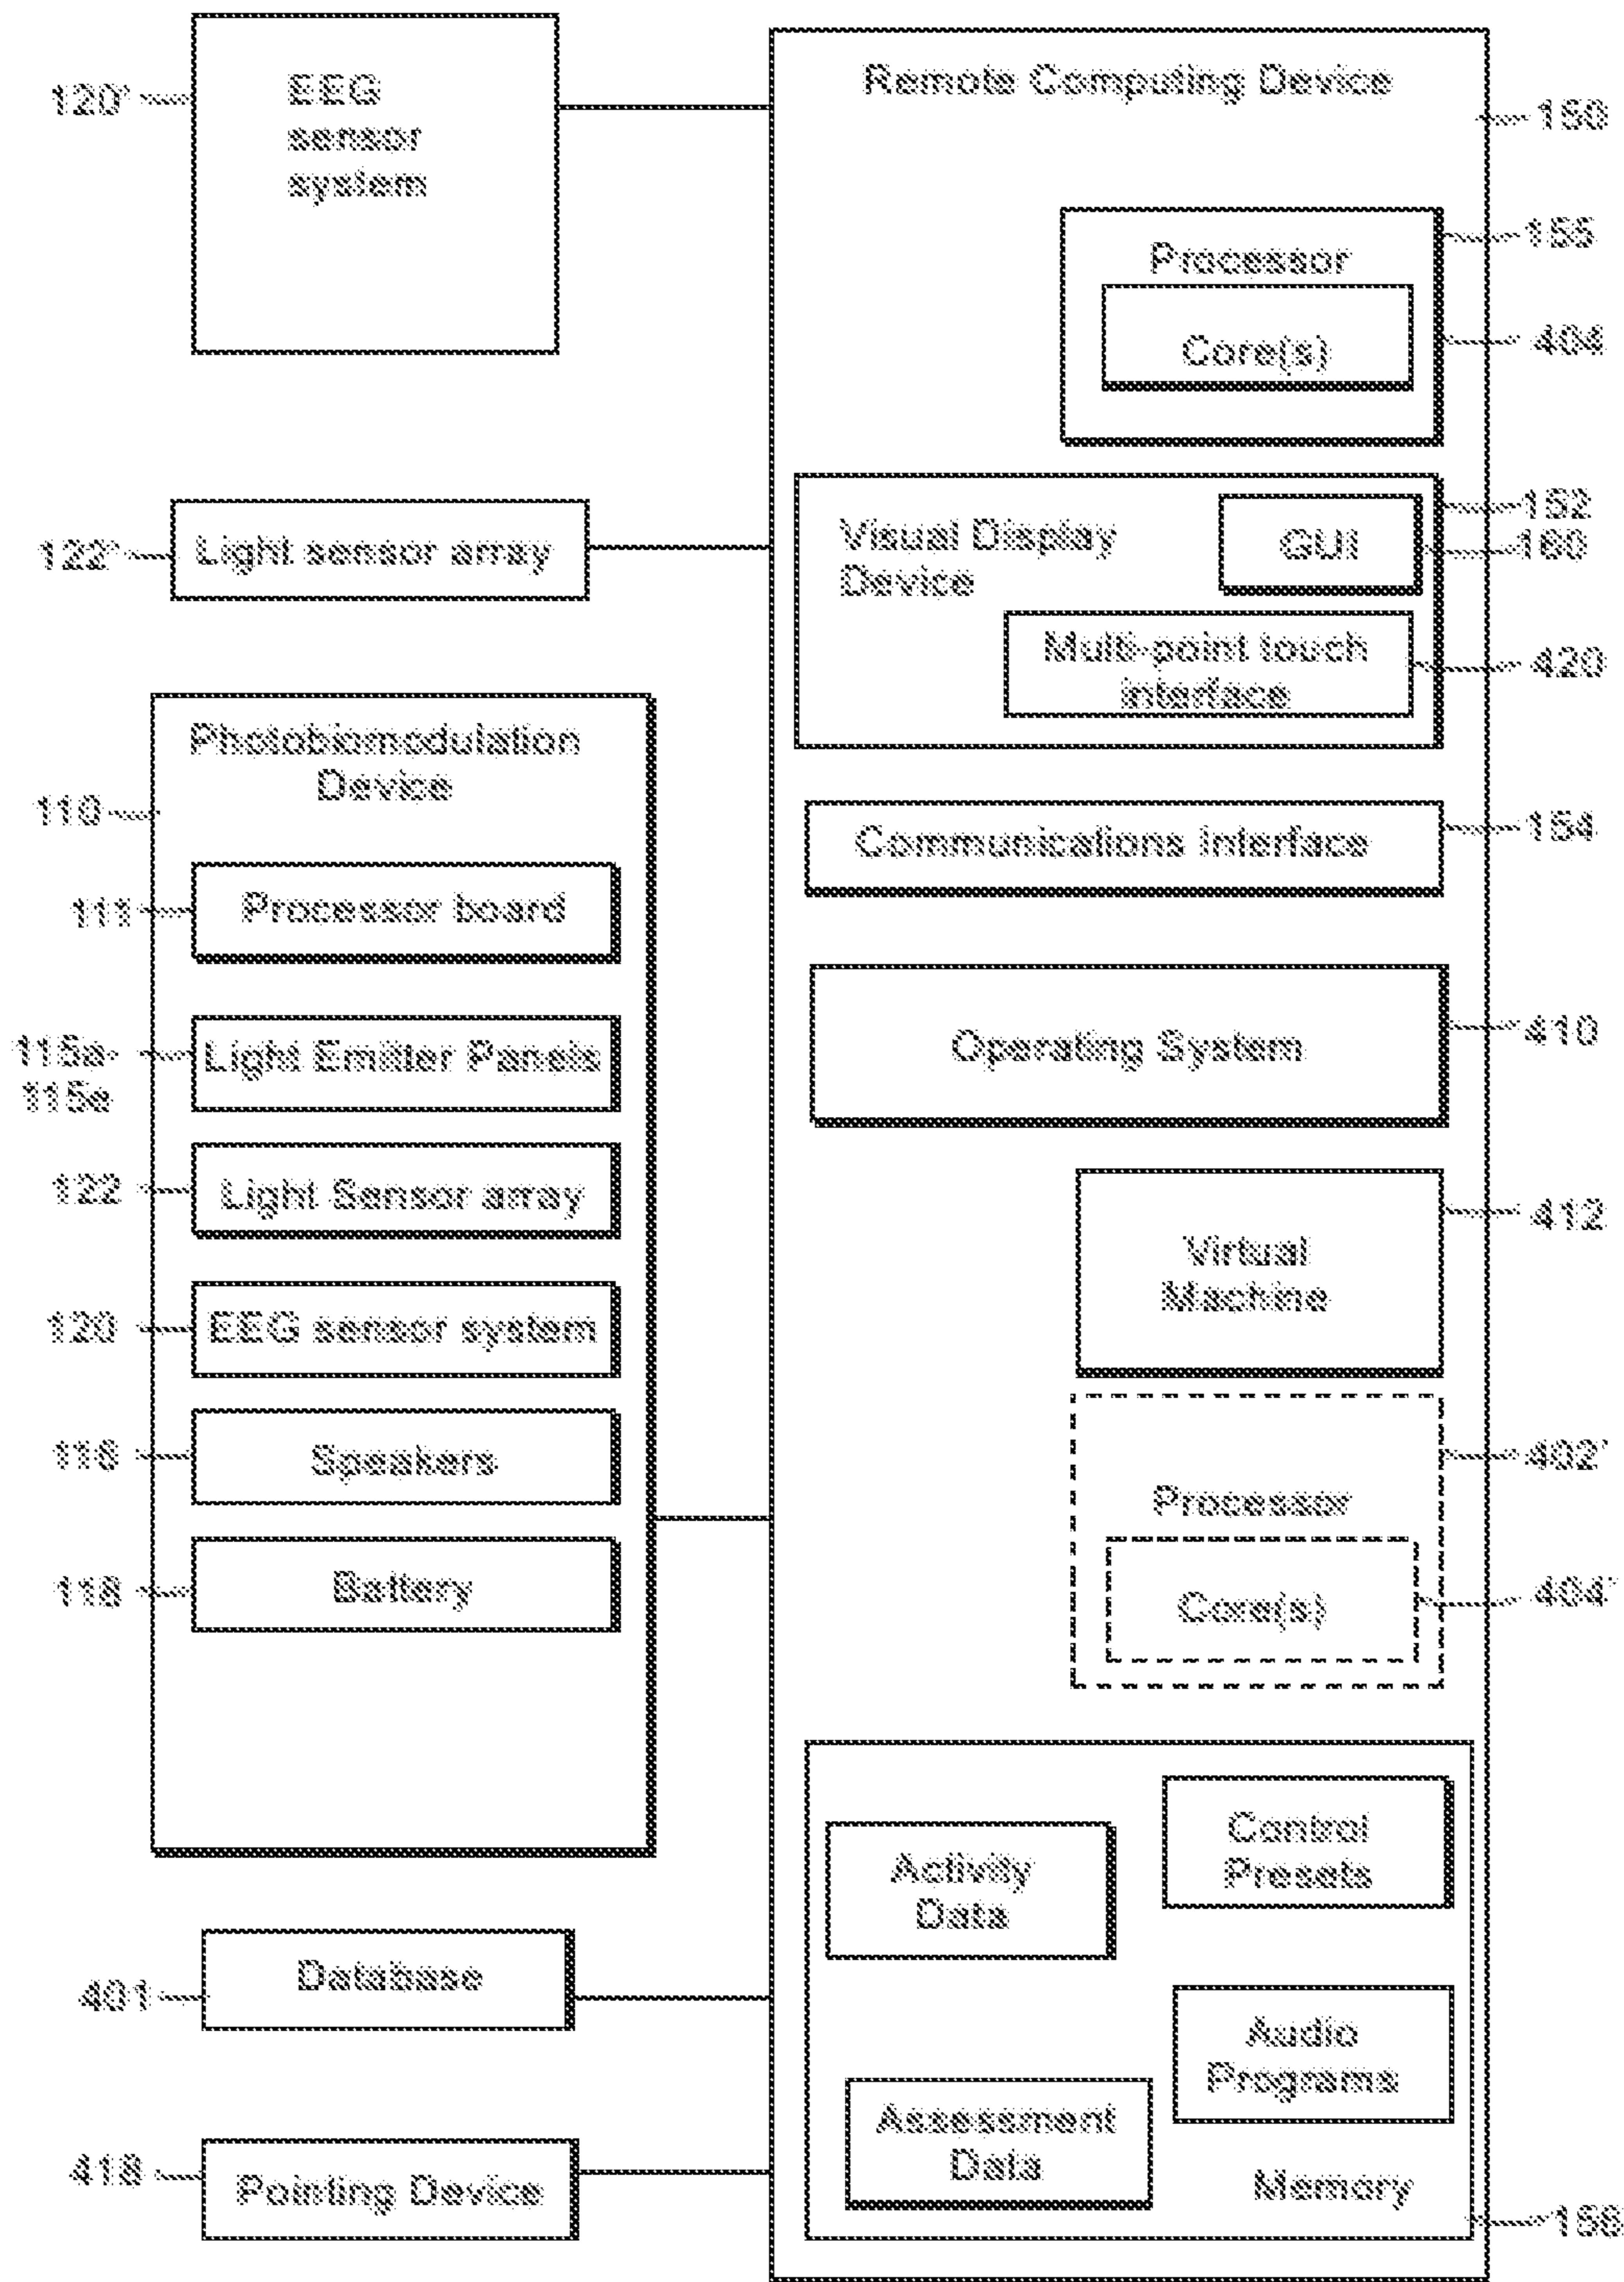 120'
EEG
sensor
system
122'
Light sensor array
Photobiomodulation
Device
110
111
Processor board
115a-
115e
Light Emitter Panels
122
Light Sensor array
120
EEG sensor system
116
Speakers
118
Battery
401
Database
418
Pointing Device
Remote Computing Device
150
155
Processor
404
Core(s)
152
Visual Display
Device
GUI
160
Multi-point touch
interface
420
Communications Interface
154
Operating System
410
412
Virtual
Machine
402'
Processor
404'
Core(s)
Control
Presets
Activity
Data
Audio
Programs
Assessment
Data
Memory